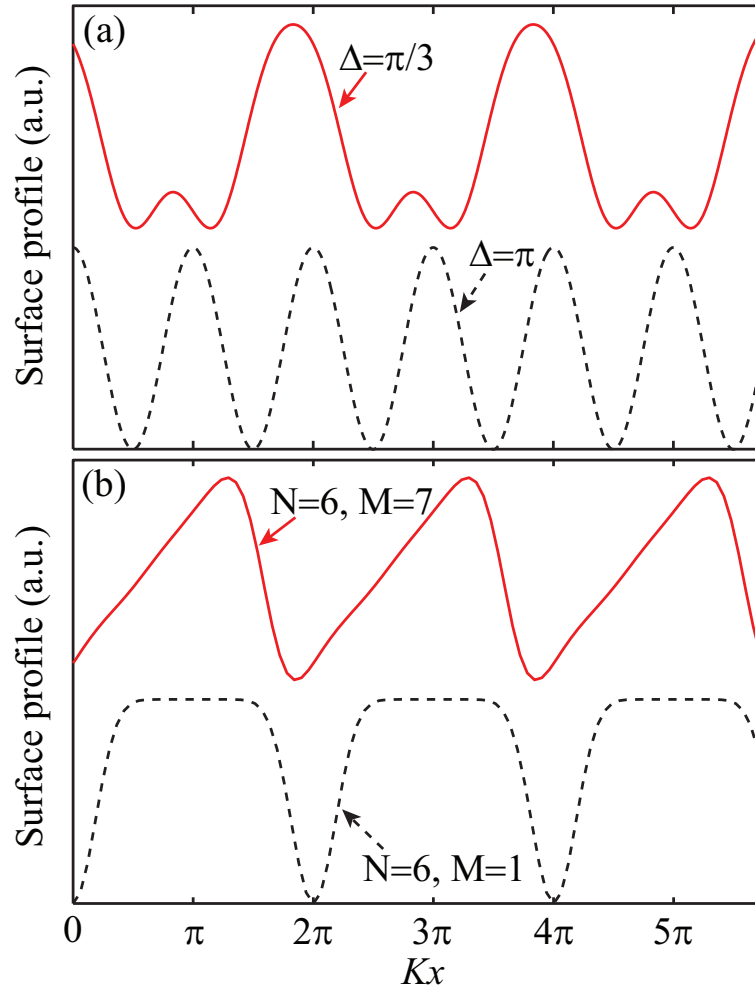 (a)
Δ=π/3
Δ=π
Surface profile (a.u.)
(b)
N=6, M=7
N=6, M=1
Surface profile (a.u.)
0 π 2π 3π 4π 5π
Kx